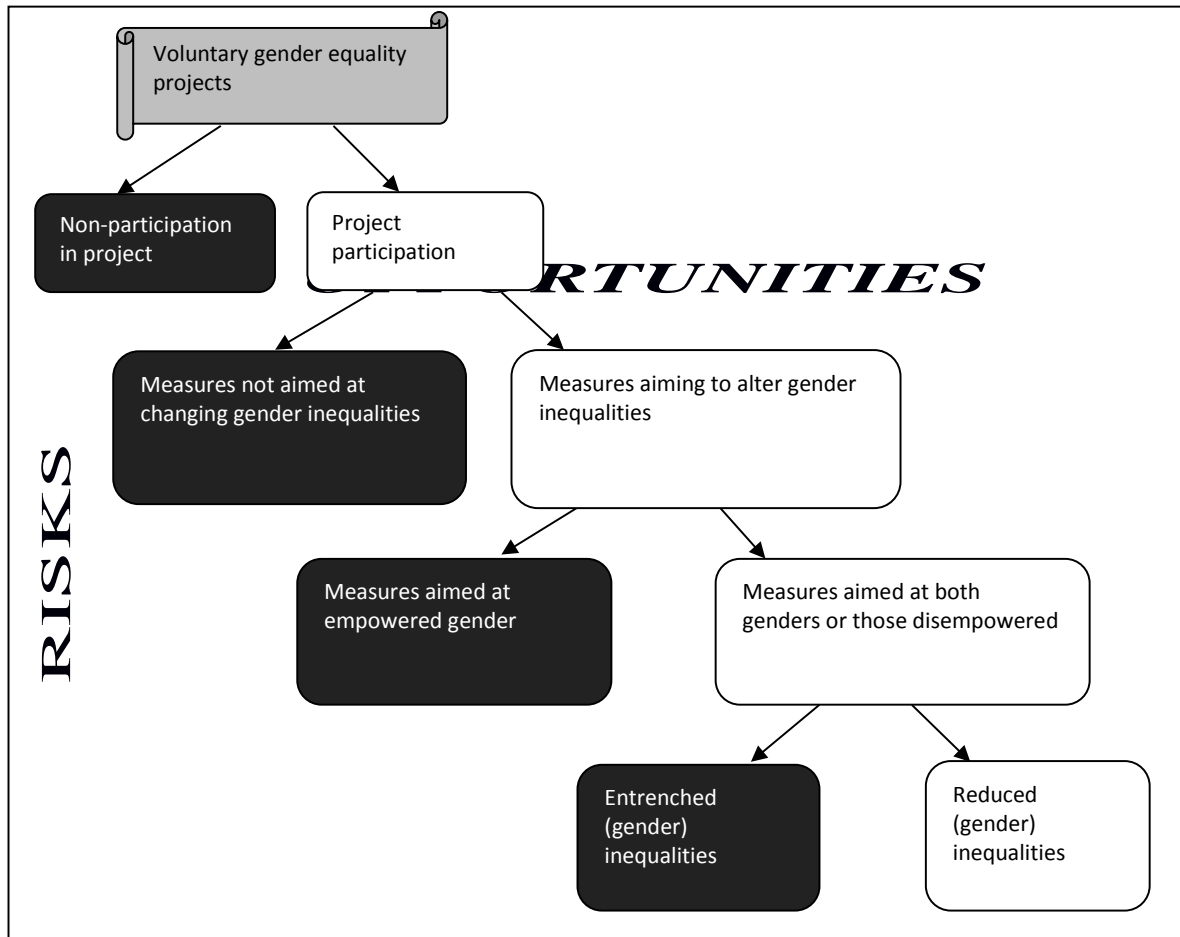 Voluntary gender equality
projects
Non-participation
in project
Project
participation
RTUNITIES
Measures not aimed at
changing gender inequalities
Measures aiming to alter gender
inequalities
RISKS
Measures aimed at
empowered gender
Measures aimed at both
genders or those disempowered
Entrenched
(gender)
inequalities
Reduced
(gender)
inequalities